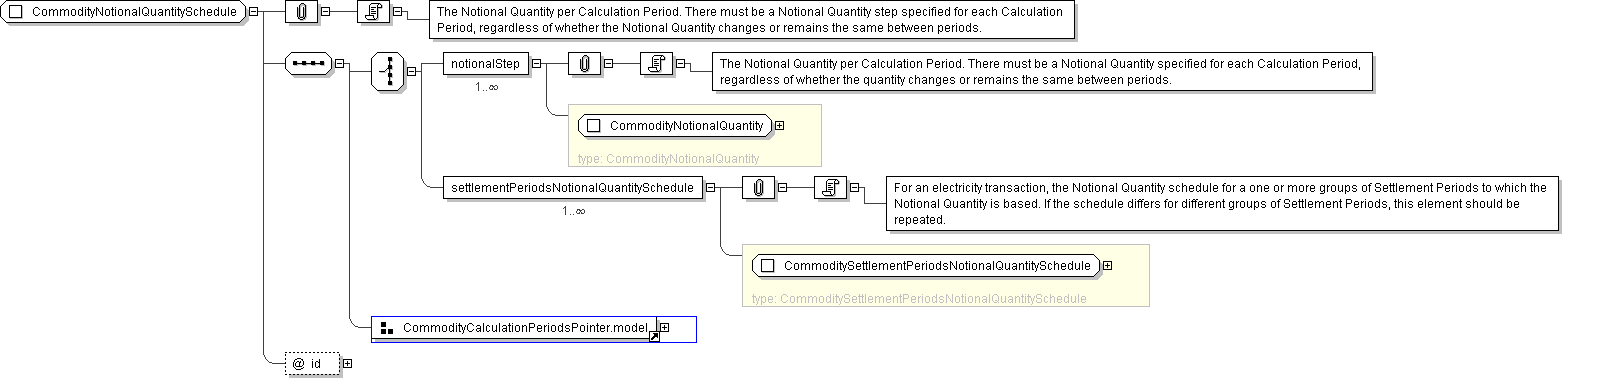 CommodityNotionalQuantitySchedule
The Notional Quantity per Calculation Period. There must be a Notional Quantity step specified for each Calculation
Period, regardless of whether the Notional Quantity changes or remains the same between periods.
notionalStep
1..∞
The Notional Quantity per Calculation Period. There must be a Notional Quantity specified for each Calculation Period,
regardless of whether the quantity changes or remains the same between periods.
CommodityNotionalQuantity
type: CommodityNotionalQuantity
settlementPeriodsNotionalQuantitySchedule
1..∞
For an electricity transaction, the Notional Quantity schedule for a one or more groups of Settlement Periods to which the
Notional Quantity is based. If the schedule differs for different groups of Settlement Periods, this element should be
repeated.
CommoditySettlementPeriodsNotionalQuantitySchedule
type: CommoditySettlementPeriodsNotionalQuantitySchedule
CommodityCalculationPeriodsPointer.model
@ id